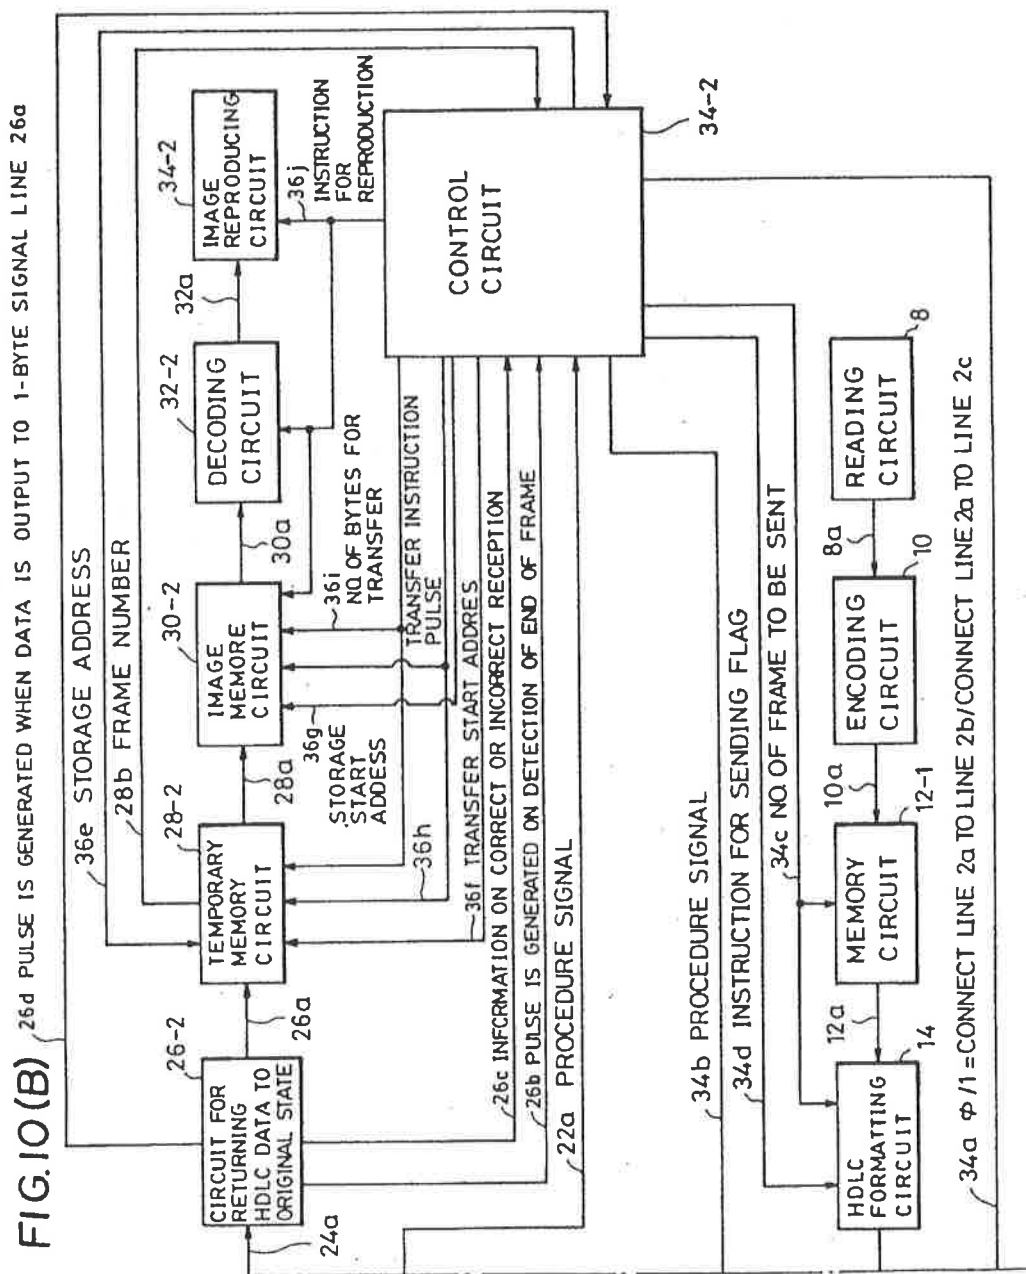 FIG.10(B)
26d PULSE IS GENERATED WHEN DATA IS OUTPUT TO 1-BYTE SIGNAL LINE 26a
36e STORAGE ADDRESS
28b FRAME NUMBER
24a
26-2
CIRCUIT FOR
RETURNING
HDLC DATA TO
ORIGINAL STATE
26a
28-2
TEMPORARY
MEMORY
CIRCUIT
28a
30-2
IMAGE
MEMORE
CIRCUIT
30a
32-2
DECODING
CIRCUIT
32a
34-2
IMAGE
REPRODUCING
CIRCUIT
36j
INSTRUCTION
FOR
REPRODUCTION
36g
.STORAGE
START
ADDESS
36i
NO.OF BYTES FOR
TRANSFER
TRANSFER INSTRUCTION
PULSE
36h
36f TRANSFER START ADDRES
26c INFORMATION ON CORRECT OR INCORRECT RECEPTION
26b PULSE IS GENERATED ON DETECTION OF END OF FRAME
22a PROCEDURE SIGNAL
CONTROL
CIRCUIT
34-2
34b PROCEDURE SIGNAL
34d INSTRUCTION FOR SENDING FLAG
34c NO.OF FRAME TO BE SENT
14
HDLC
FORMATTING
CIRCUIT
12a
12-1
MEMORY
CIRCUIT
10a
10
ENCODING
CIRCUIT
8a
8
READING
CIRCUIT
34a Φ/1=CONNECT LINE 2a TO LINE 2b/CONNECT LINE2a TO LINE 2c